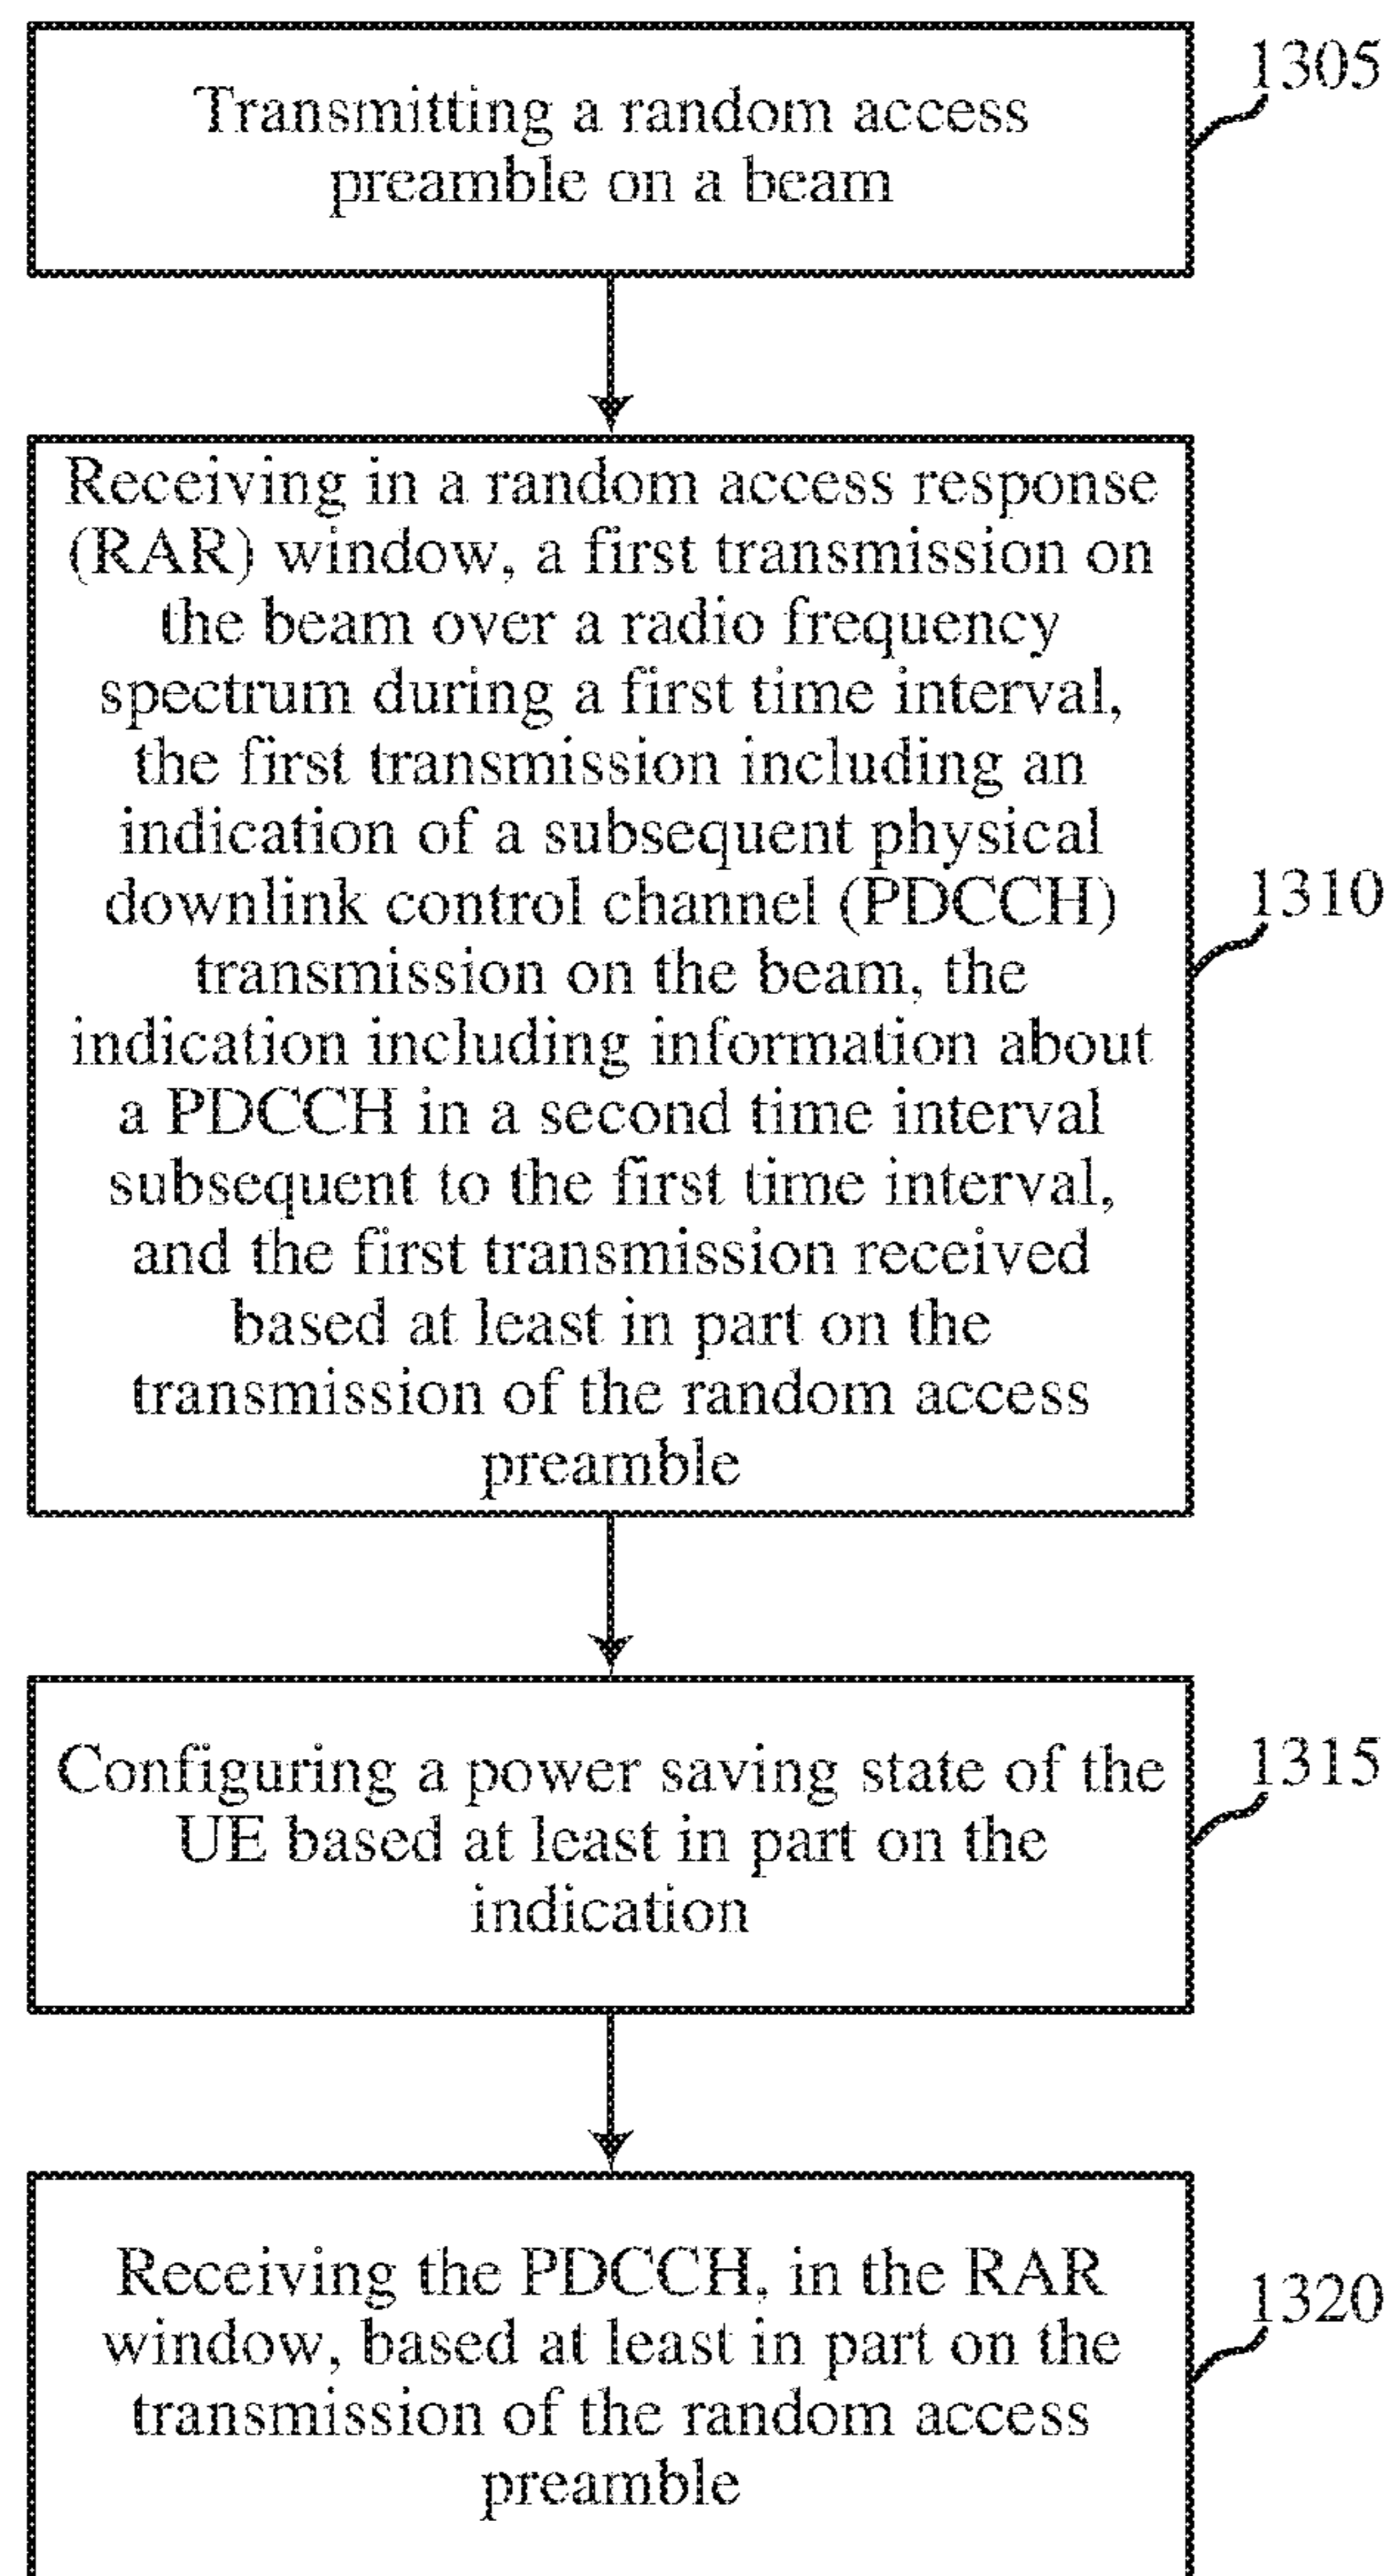 Transmitting a random access
preamble on a beam
1305
Receiving in a random access response
(RAR) window, a first transmission on
the beam over a radio frequency
spectrum during a first time interval,
the first transmission including an
indication of a subsequent physical
downlink control channel (PDCCH)
transmission on the beam, the
indication including information about
a PDCCH in a second time interval
subsequent to the first time interval,
and the first transmission received
based at least in part on the
transmission of the random access
preamble
1310
Configuring a power saving state of the
UE based at least in part on the
indication
1315
Receiving the PDCCH, in the RAR
window, based at least in part on the
transmission of the random access
preamble
1320